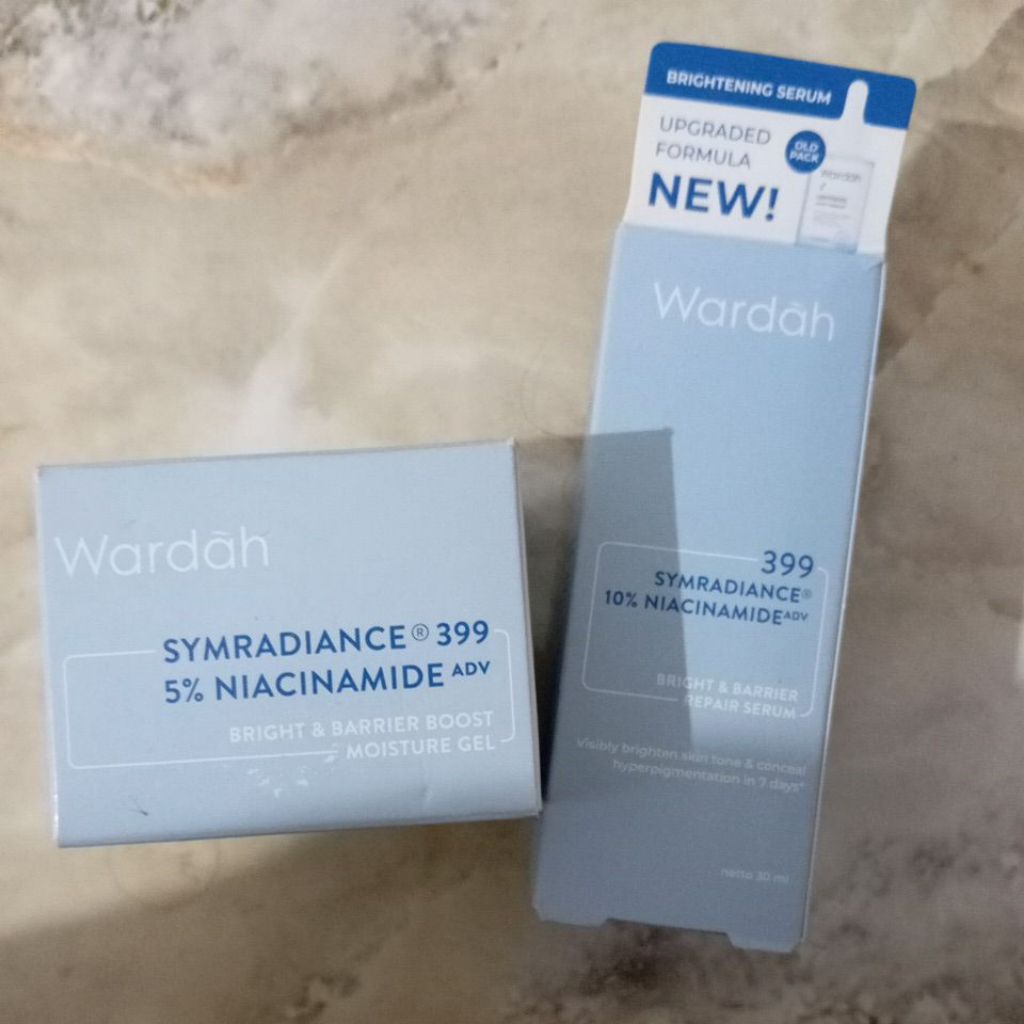 Wardāh
SYMRADIANCE® 399
5% NIACINAMIDE ADV
BRIGHT & BARRIER BOOST
MOISTURE GEL
BRIGHTENING SERUM
UPGRADED
FORMULA
NEW!
OLD
PACK
Wardah
Wardāh
399
SYMRADIANCE®
10% NIACINAMIDE ADV
BRIGHT & BARRIER
REPAIR SERUM
Visibly brighten skin tone & conceal
hyperpigmentation in 7 days*
netto 30 ml